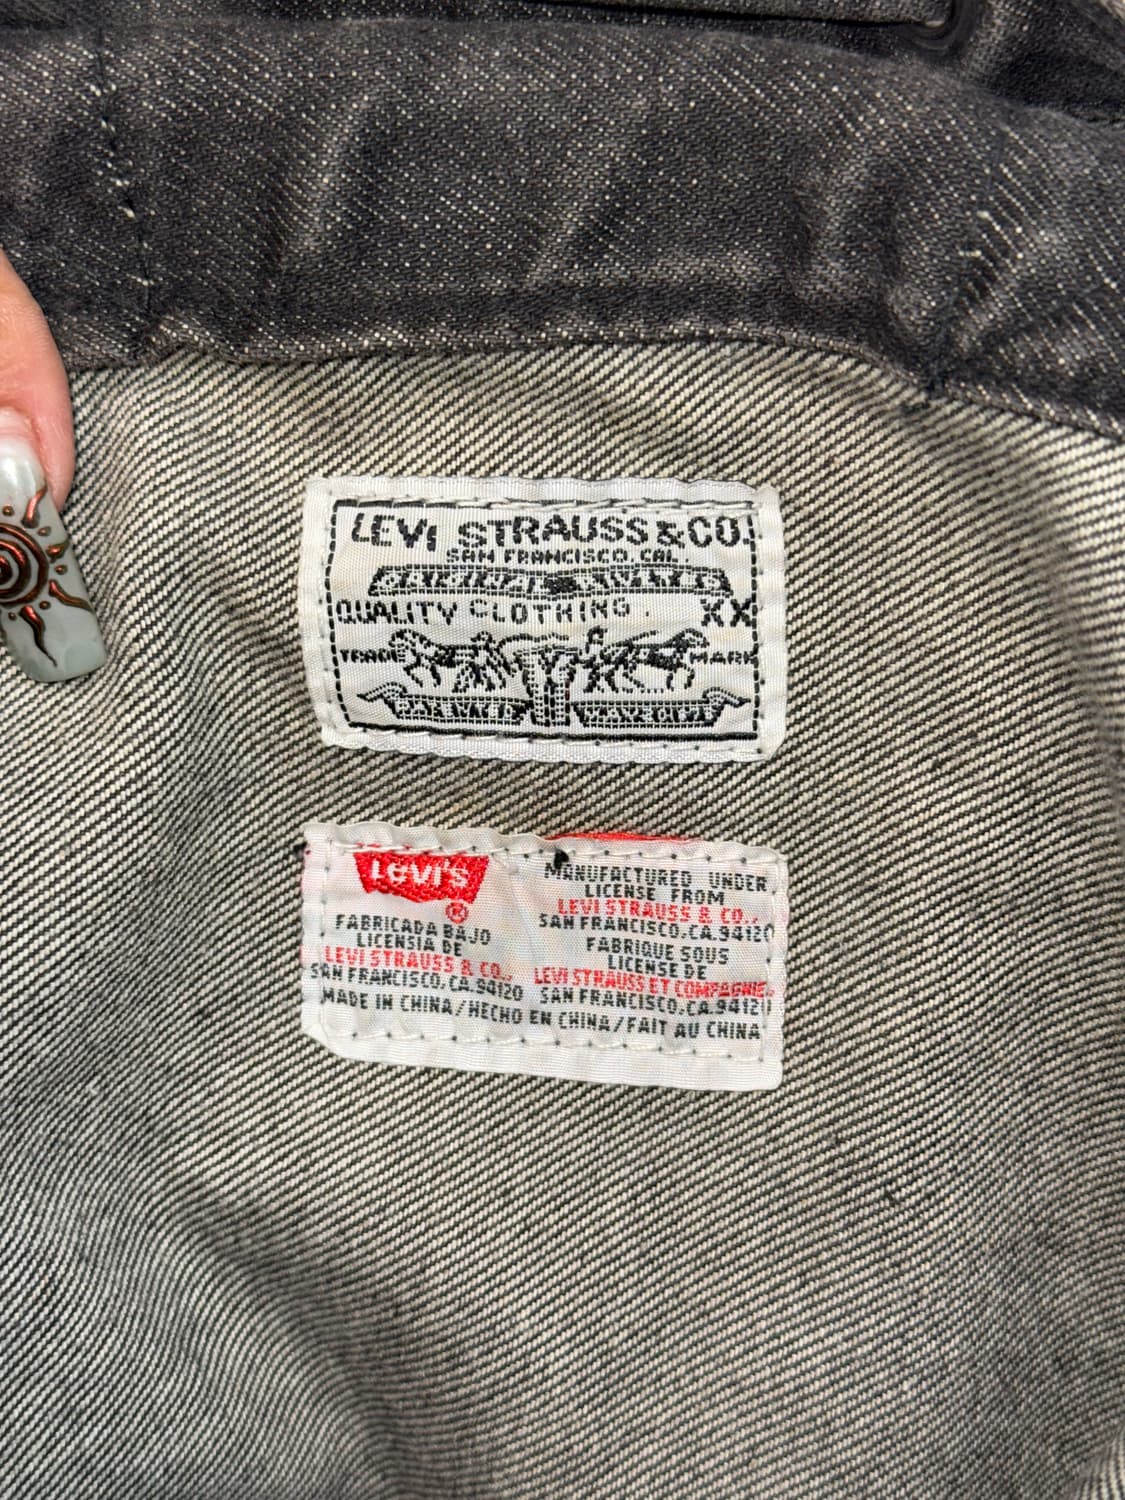 LEVI STRAUSS & CO.
SAN FRANCISCO, CAL.
QUALITY CLOTHING. XX
TRADE MARK
Levi's
®
FABRICADA BAJO
LICENSIA DE
LEVI STRAUSS & CO.,
SAN FRANCISCO, CA. 94120
MANUFACTURED UNDER
LICENSE FROM
LEVI STRAUSS & CO.,
SAN FRANCISCO, CA. 94120
FABRIQUE SOUS
LICENSE DE
LEVI STRAUSS ET COMPAGNIE,
SAN FRANCISCO, CA. 94120
MADE IN CHINA/HECHO EN CHINA/FAIT AU CHINA